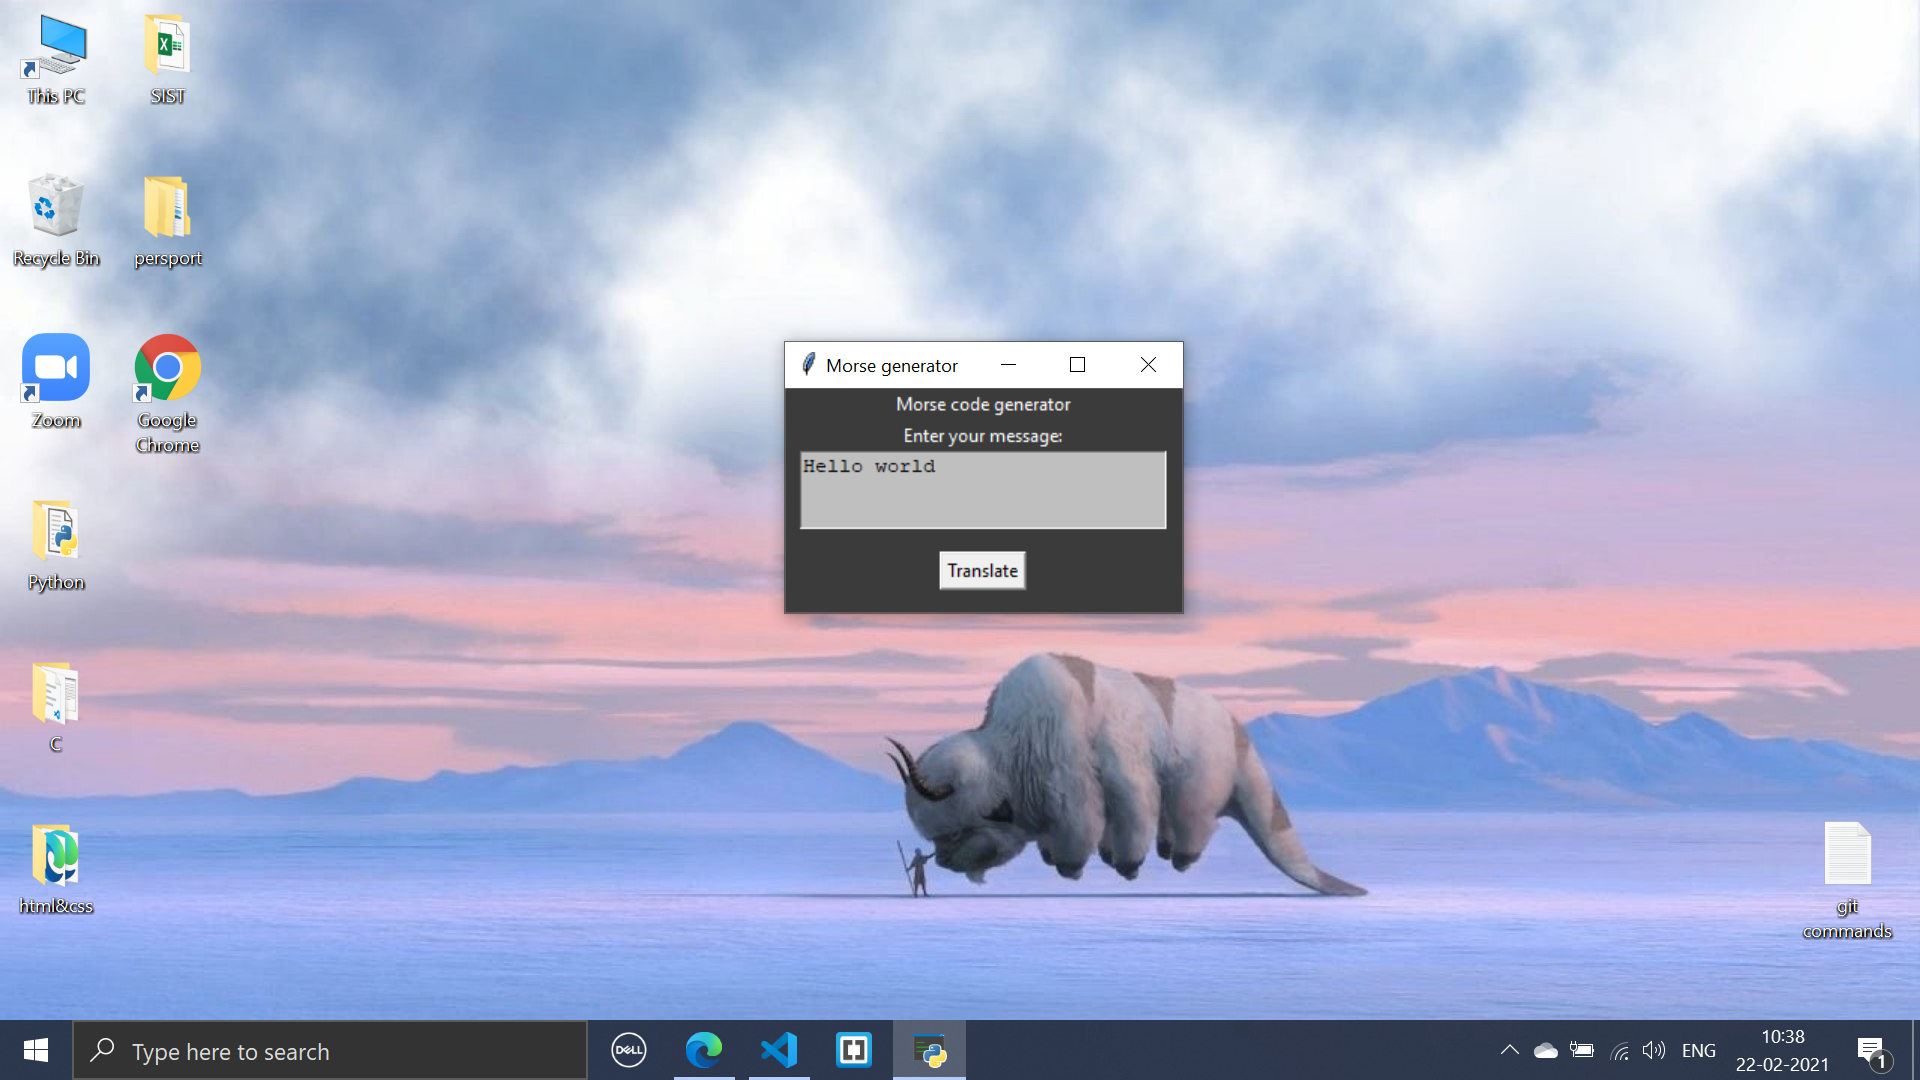 This PC
SIST
Recycle Bin
persport
Zoom
Google
Chrome
Python
C
html&css
Morse generator
Morse code generator
Enter your message:
Hello world
Translate
git
commands
Type here to search
DELL
ENG
10:38
22-02-2021
1